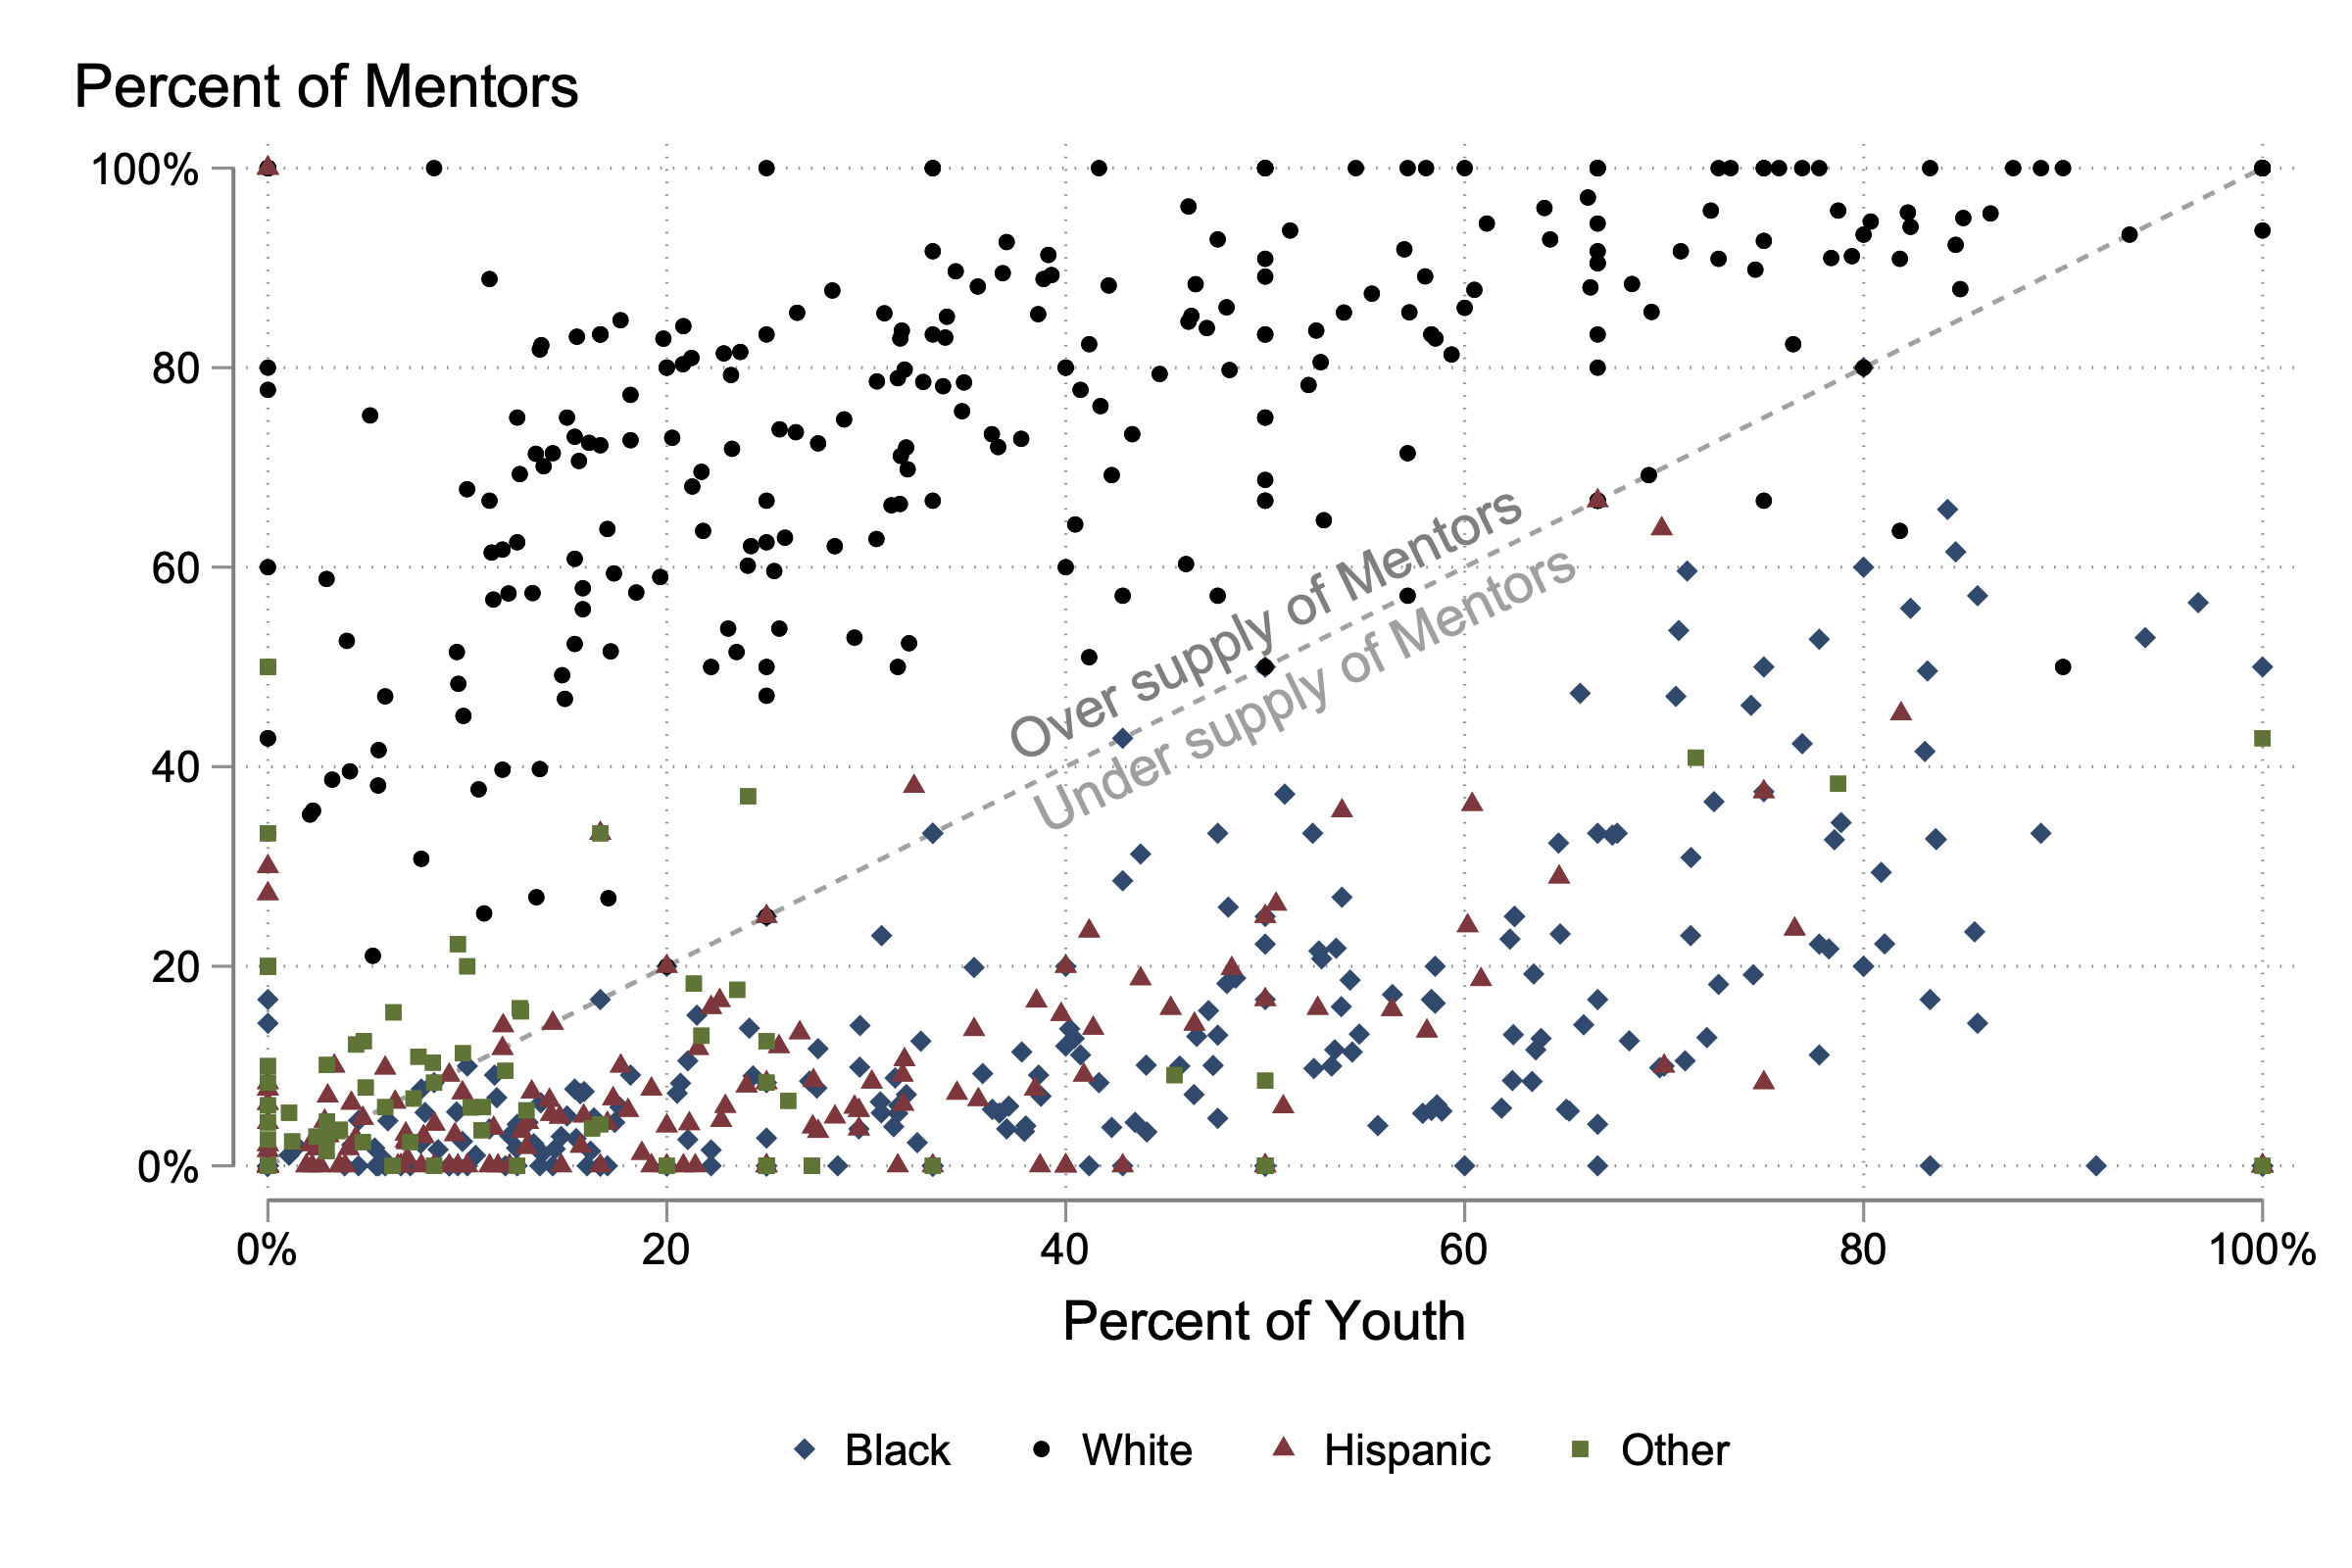 Percent of Mentors
100%
80
60
40
20
0%
Over supply of Mentors
Under supply of Mentors
0% 20 40 60 80 100%
Percent of Youth
Black White Hispanic Other